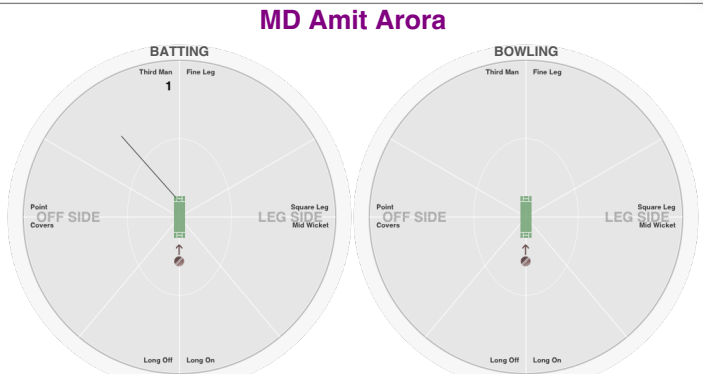 MD Amit Arora
BATTING
Third Man Fine Leg
1
Point
OFF SIDE
Covers
Square Leg
LEG SIDE
Mid Wicket
Long Off Long On
BOWLING
Third Man Fine Leg
Point
OFF SIDE
Covers
Square Leg
LEG SIDE
Mid Wicket
Long Off Long On